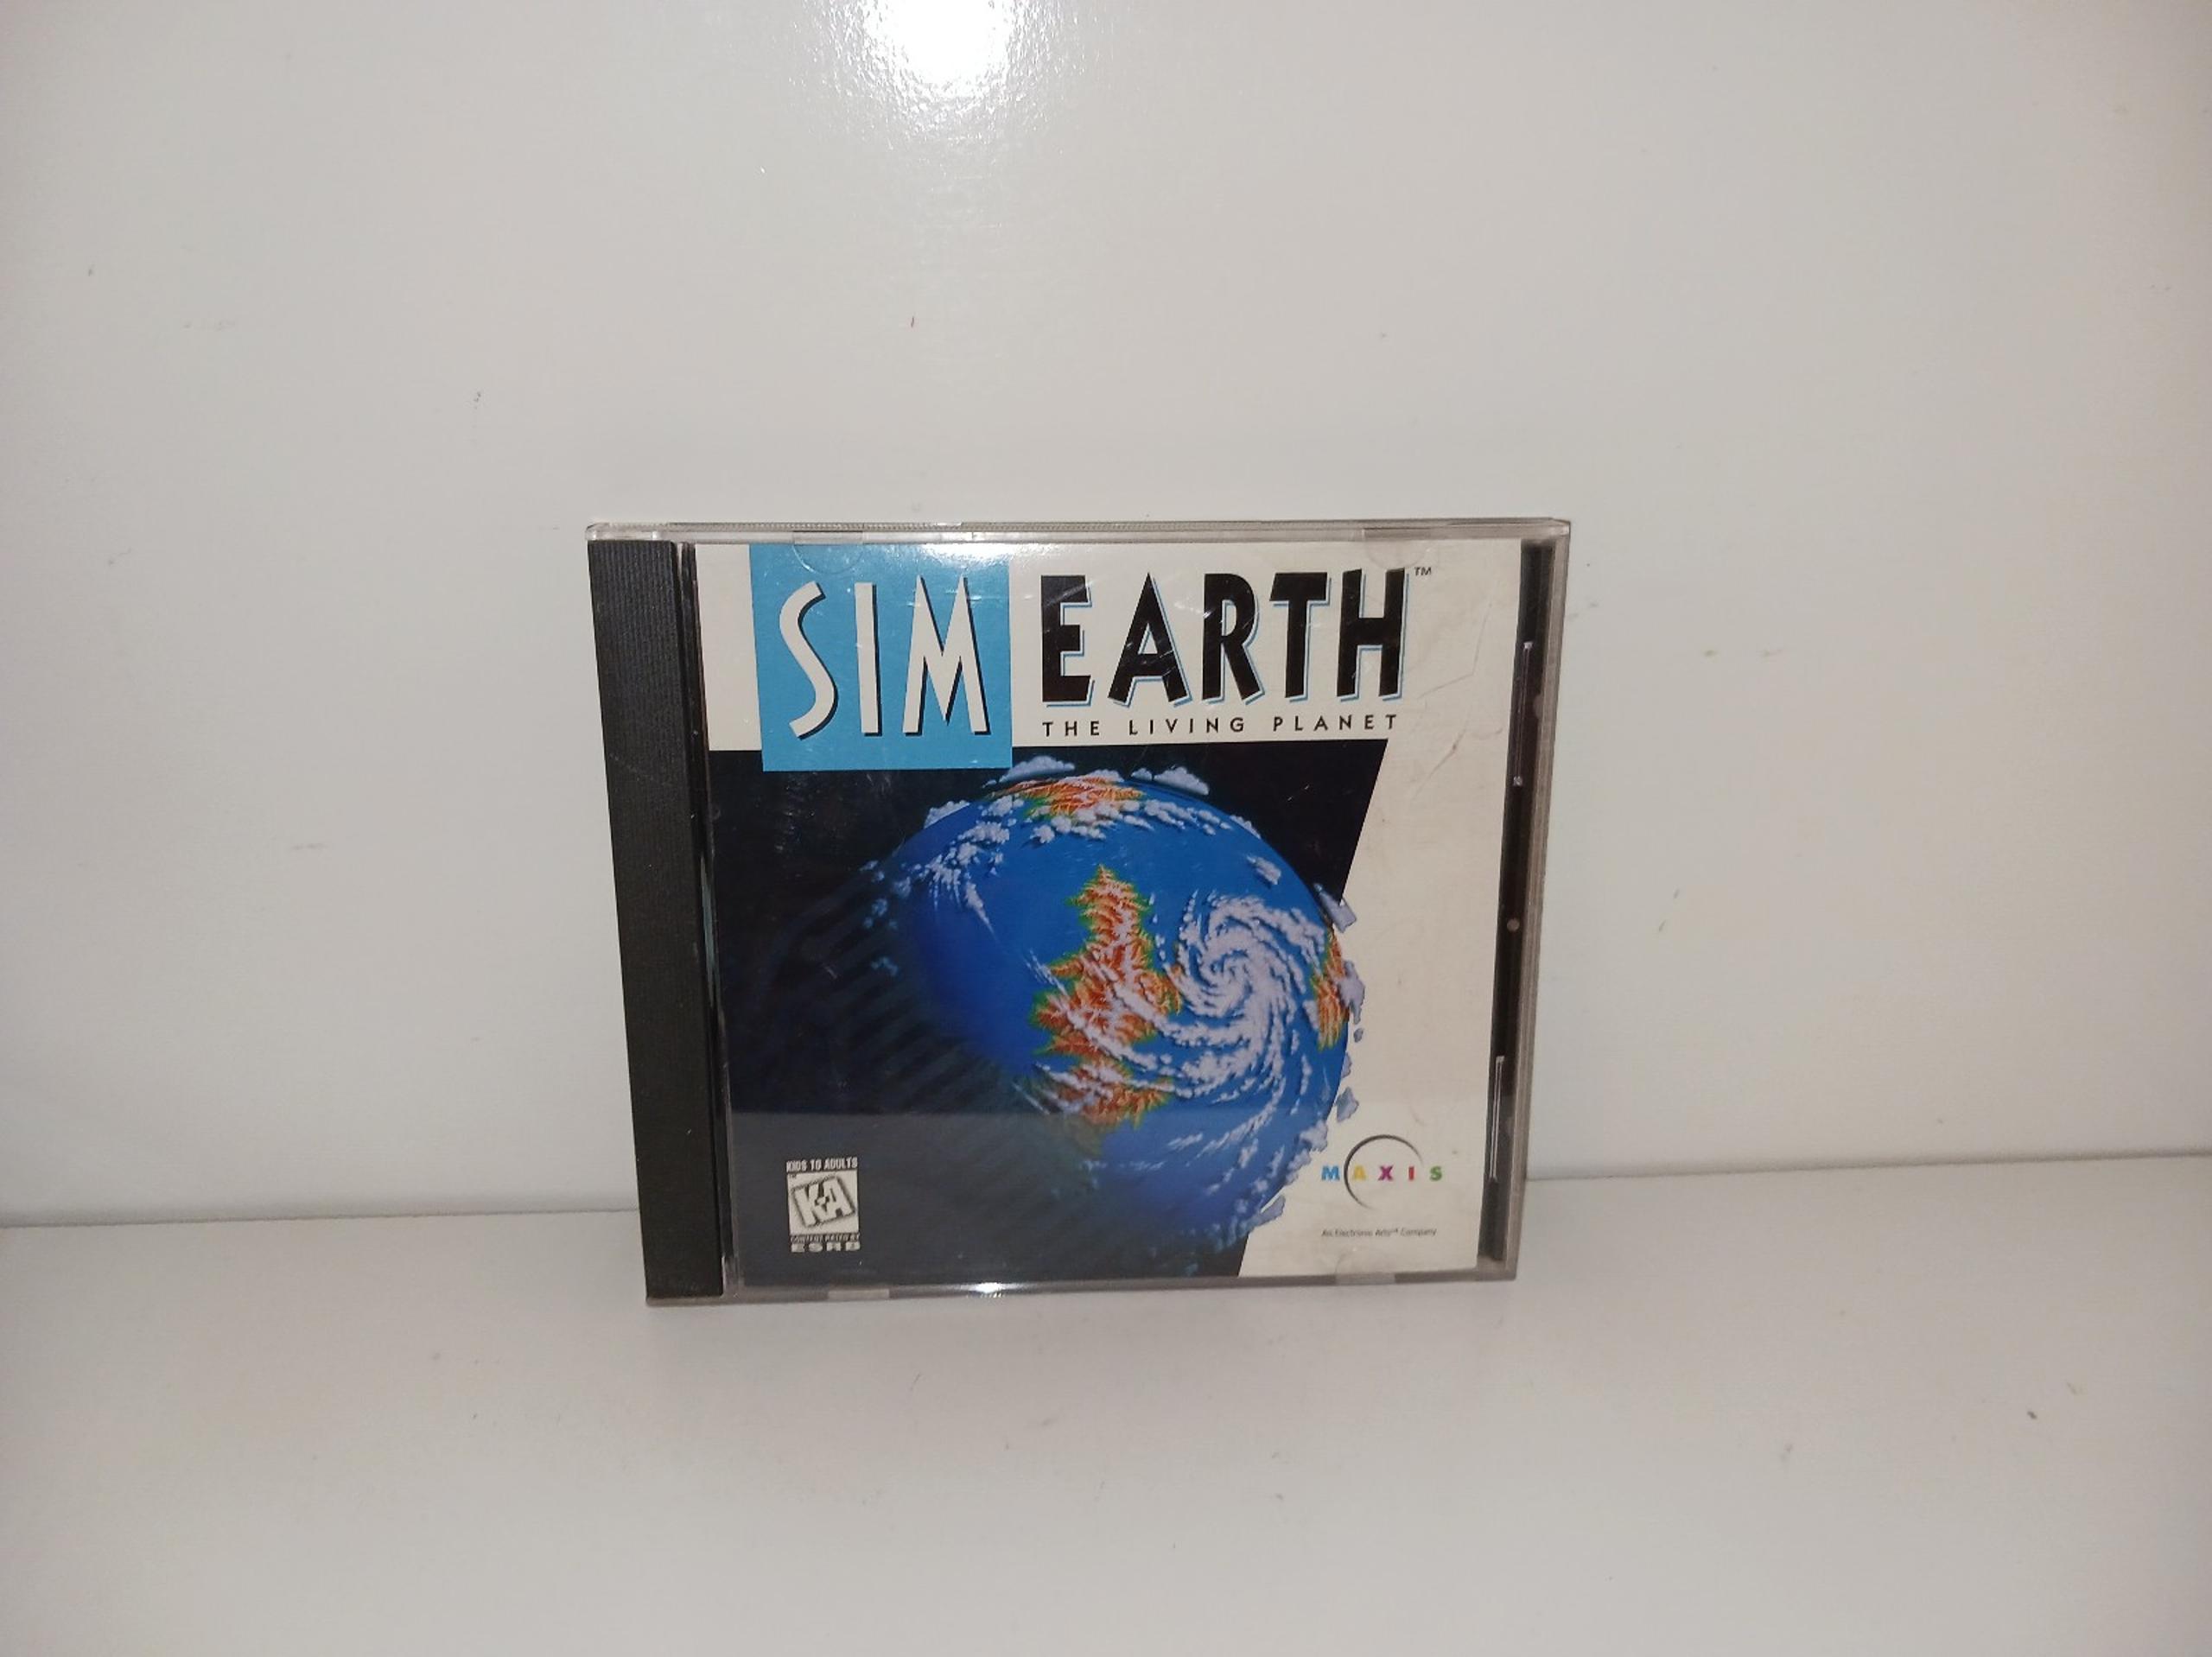 SIM EARTH™
THE LIVING PLANET
KIDS TO ADULTS
K-A
CONTENT RATED BY
ESRB
MAXIS
An Electronic Arts™ Company